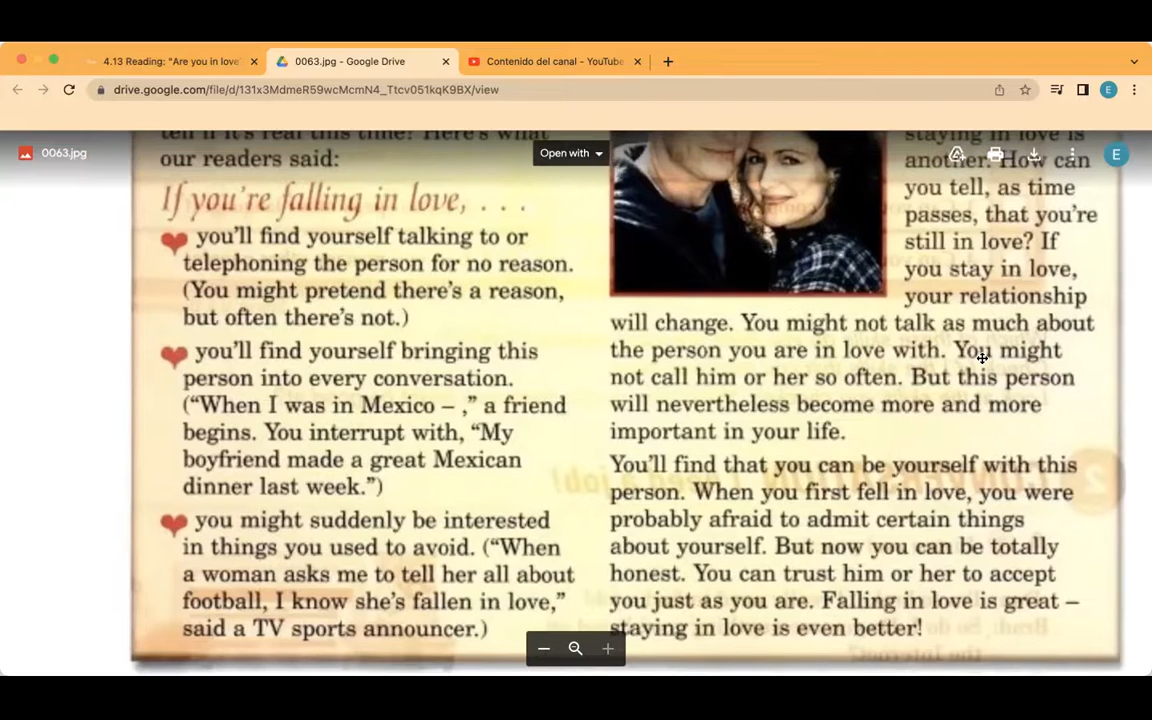 4.13 Reading: "Are you in love"
0063.jpg - Google Drive
Contenido del canal - YouTube
drive.google.com/file/d/131x3MdmeR59wcMcmN4_Ttcv051kqK9BX/view
E
0063.jpg
Open with
E
tell if it's real this time? Here's what
our readers said:
If you're falling in love, . . .
you'll find yourself talking to or
telephoning the person for no reason.
(You might pretend there's a reason,
but often there's not.)
you'll find yourself bringing this
person into every conversation.
("When I was in Mexico – ," a friend
begins. You interrupt with, "My
boyfriend made a great Mexican
dinner last week.")
you might suddenly be interested
in things you used to avoid. ("When
a woman asks me to tell her all about
football, I know she's fallen in love,"
said a TV sports announcer.)
staying in love is
another. How can
you tell, as time
passes, that you're
still in love? If
you stay in love,
your relationship
will change. You might not talk as much about
the person you are in love with. You might
not call him or her so often. But this person
will nevertheless become more and more
important in your life.
You'll find that you can be yourself with this
person. When you first fell in love, you were
probably afraid to admit certain things
about yourself. But now you can be totally
honest. You can trust him or her to accept
you just as you are. Falling in love is great –
staying in love is even better!